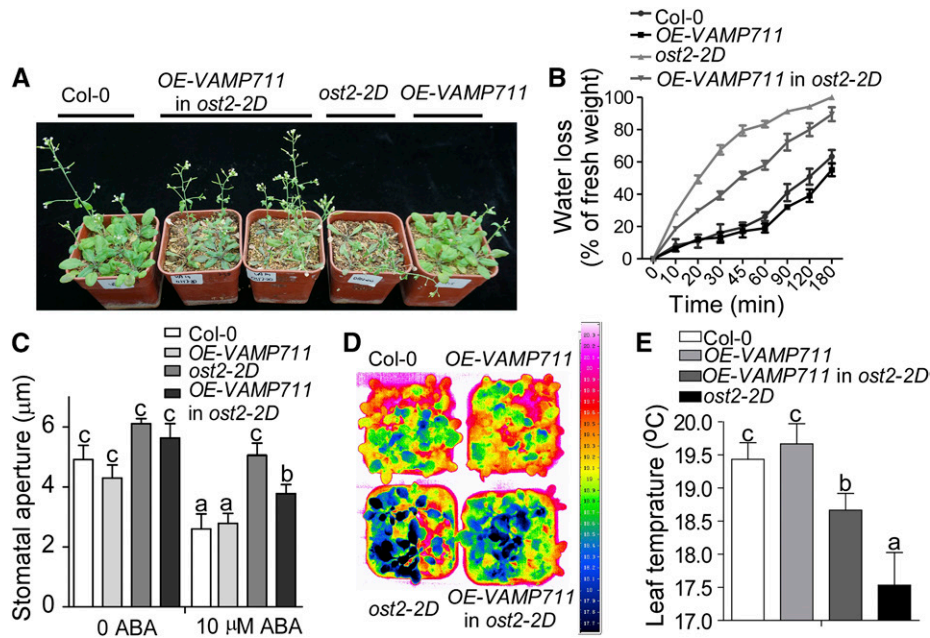 A
Col-0
OE-VAMP711
in ost2-2D
ost2-2D
OE-VAMP711
B
Col-0
OE-VAMP711
ost2-2D
OE-VAMP711 in ost2-2D
Water loss
(% of fresh weight)
100
80
60
40
20
0
0 10 20 30 45 60 90 120 180
Time (min)
C
Col-0
OE-VAMP711
ost2-2D
OE-VAMP711
in ost2-2D
Stomatal aperture (μm)
6
4
2
0
c c c c
a a c b
0 ABA 10 μM ABA
D
Col-0 OE-VAMP711
ost2-2D OE-VAMP711
in ost2-2D
E
Col-0
OE-VAMP711
OE-VAMP711 in ost2-2D
ost2-2D
Leaf temprature (ºC)
20.0
19.5
19.0
18.5
18.0
17.5
17.0
c c b a